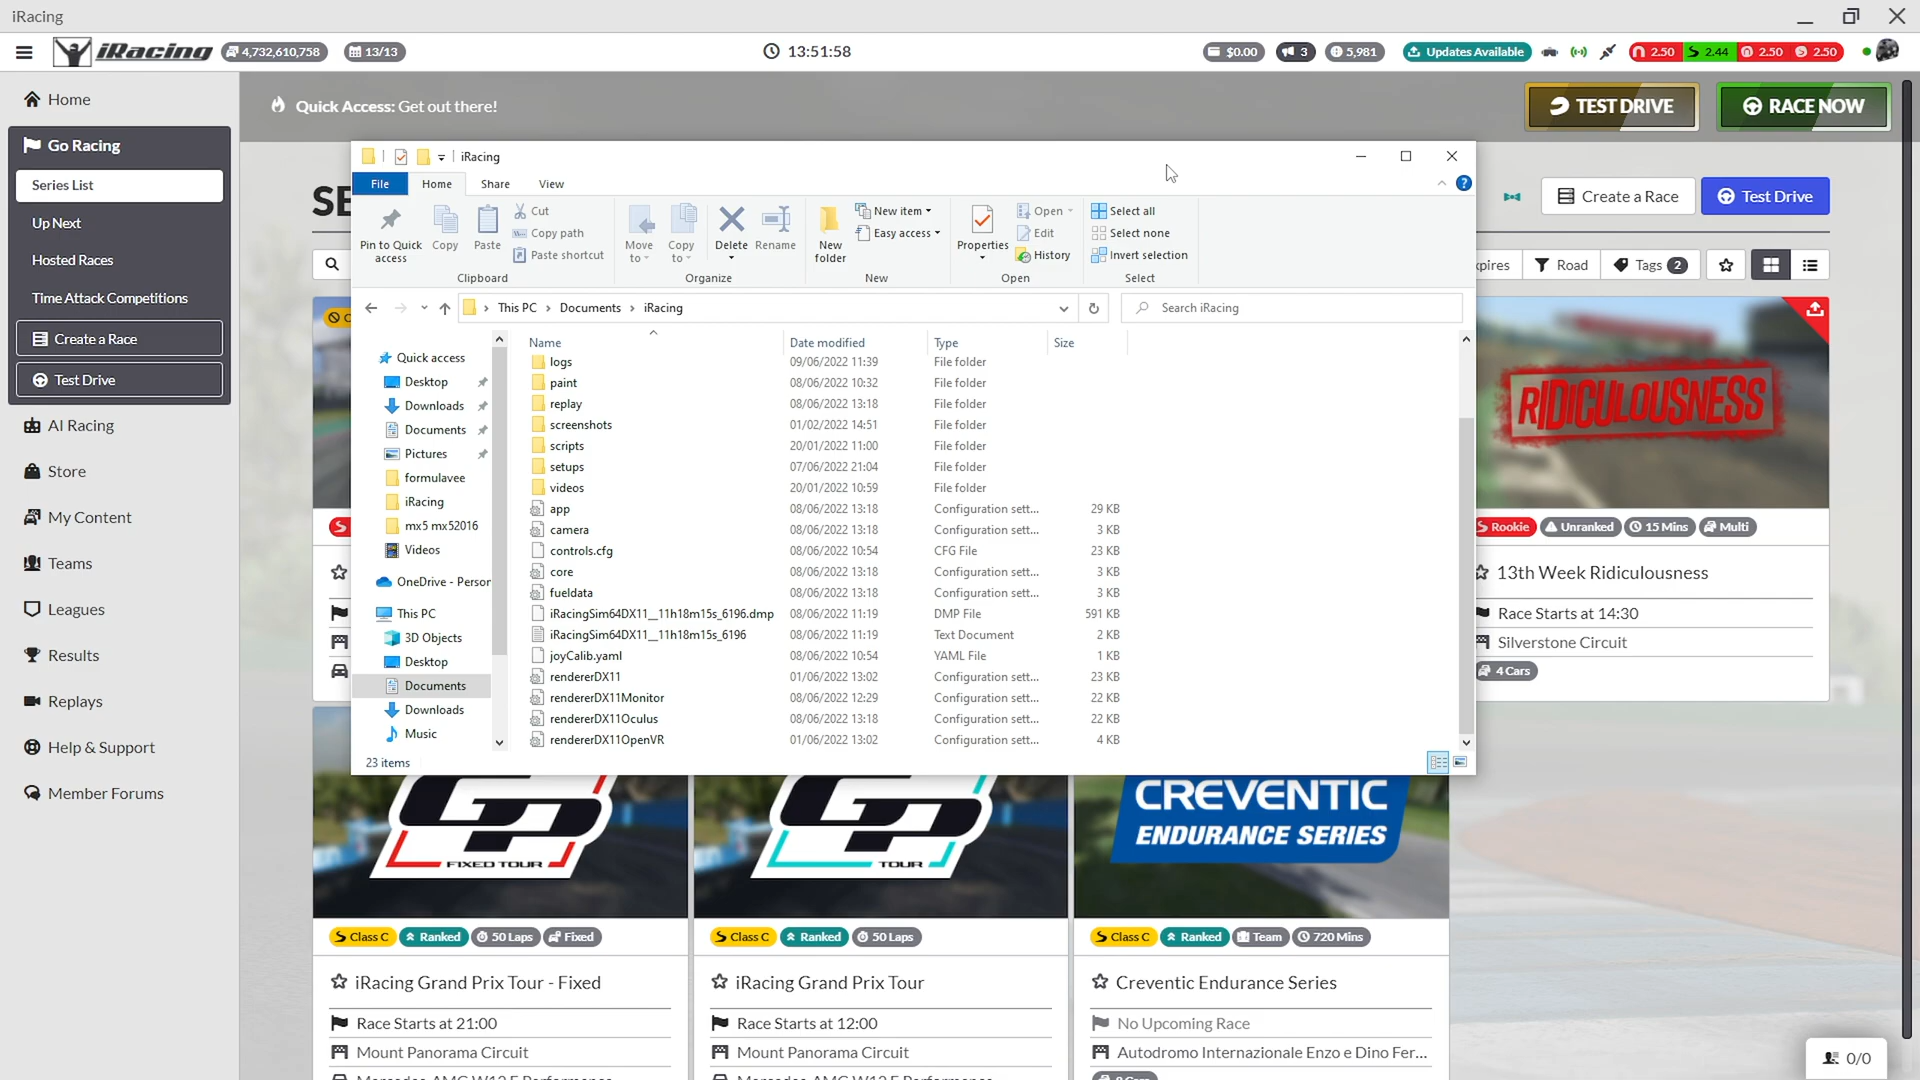 iRacing
iRacing 4,732,610,758 13/13 13:51:58 $0.00 3 5,981 Updates Available 2.50 2.44 2.50 2.50
Home
Go Racing
Series List
Up Next
Hosted Races
Time Attack Competitions
Create a Race
Test Drive
AI Racing
Store
My Content
Teams
Leagues
Results
Replays
Help & Support
Member Forums
Quick Access: Get out there!
TEST DRIVE RACE NOW
SE
Create a Race Test Drive
xpires Road Tags 2
iRacing
File Home Share View
Pin to Quick access Copy Paste Cut Copy path Paste shortcut
Clipboard
Move to Copy to Delete Rename
Organize
New folder New item Easy access
New
Properties Open Edit History
Open
Select all Select none Invert selection
Select
This PC Documents iRacing Search iRacing
Quick access
Desktop
Downloads
Documents
Pictures
formulavee
iRacing
mx5 mx52016
Videos
OneDrive - Person
This PC
3D Objects
Desktop
Documents
Downloads
Music
Name Date modified Type Size
logs 09/06/2022 11:39 File folder
paint 08/06/2022 10:32 File folder
replay 08/06/2022 13:18 File folder
screenshots 01/02/2022 14:51 File folder
scripts 20/01/2022 11:00 File folder
setups 07/06/2022 21:04 File folder
videos 20/01/2022 10:59 File folder
app 08/06/2022 13:18 Configuration sett... 29 KB
camera 08/06/2022 13:18 Configuration sett... 3 KB
controls.cfg 08/06/2022 10:54 CFG File 23 KB
core 08/06/2022 13:18 Configuration sett... 3 KB
fueldata 08/06/2022 13:18 Configuration sett... 3 KB
iRacingSim64DX11__11h18m15s_6196.dmp 08/06/2022 11:19 DMP File 591 KB
iRacingSim64DX11__11h18m15s_6196 08/06/2022 11:19 Text Document 2 KB
joyCalib.yaml 08/06/2022 10:54 YAML File 1 KB
rendererDX11 01/06/2022 13:02 Configuration sett... 23 KB
rendererDX11Monitor 08/06/2022 12:29 Configuration sett... 22 KB
rendererDX11Oculus 08/06/2022 13:18 Configuration sett... 22 KB
rendererDX11OpenVR 01/06/2022 13:02 Configuration sett... 4 KB
23 items
RIDICULOUSNESS
Rookie Unranked 15 Mins Multi
13th Week Ridiculousness
Race Starts at 14:30
Silverstone Circuit
4 Cars
GP
FIXED TOUR
Class C Ranked 50 Laps Fixed
iRacing Grand Prix Tour - Fixed
Race Starts at 21:00
Mount Panorama Circuit
Mercedes-AMG W12 E Performance
GP
TOUR
Class C Ranked 50 Laps
iRacing Grand Prix Tour
Race Starts at 12:00
Mount Panorama Circuit
Mercedes-AMG W12 E Performance
CREVENTIC
ENDURANCE SERIES
Class C Ranked Team 720 Mins
Creventic Endurance Series
No Upcoming Race
Autodromo Internazionale Enzo e Dino Fer...
0/0